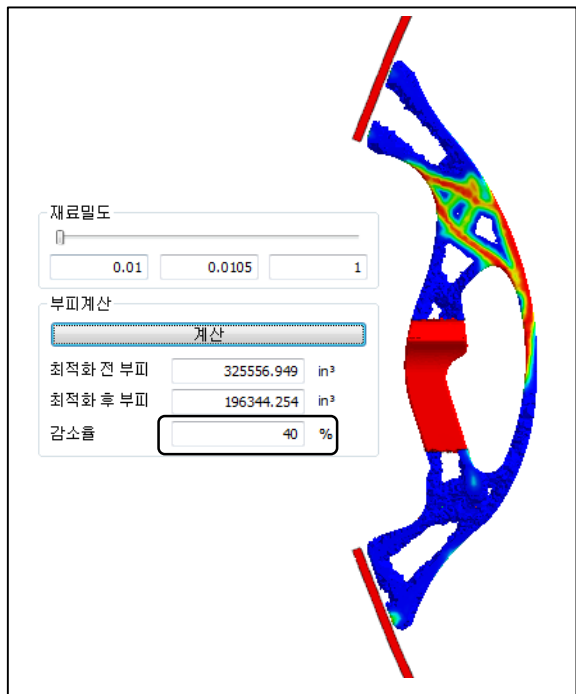 재료밀도
0.01 0.0105 1
부피계산
계산
최적화 전 부피 325556.949 in³
최적화 후 부피 196344.254 in³
감소율 40 %